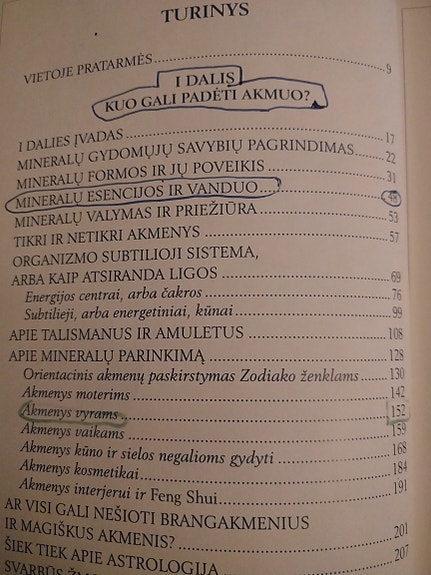 TURINYS
VIETOJE PRATARMĖS 9
I DALIS
KUO GALI PADĖTI AKMUO?
I DALIES ĮVADAS 17
MINERALŲ GYDOMŲJŲ SAVYBIŲ PAGRINDIMAS 22
MINERALŲ FORMOS IR JŲ POVEIKIS 31
MINERALŲ ESENCIJOS IR VANDUO 48
MINERALŲ VALYMAS IR PRIEŽIŪRA 53
TIKRI IR NETIKRI AKMENYS 57
ORGANIZMO SUBTILIOJI SISTEMA,
ARBA KAIP ATSIRANDA LIGOS 69
Energijos centrai, arba čakros 76
Subtilieji, arba energetiniai, kūnai 99
APIE TALISMANUS IR AMULETUS 108
APIE MINERALŲ PARINKIMĄ 128
Orientacinis akmenų paskirstymas Zodiako ženklams 130
Akmenys moterims 142
Akmenys vyrams 152
Akmenys vaikams 159
Akmenys kūno ir sielos negalioms gydyti 168
Akmenys kosmetikai 184
Akmenys interjerui ir Feng Shui 191
AR VISI GALI NEŠIOTI BRANGAKMENIUS
IR MAGIŠKUS AKMENIS? 201
ŠIEK TIEK APIE ASTROLOGIJĄ 207
SVARBŪS